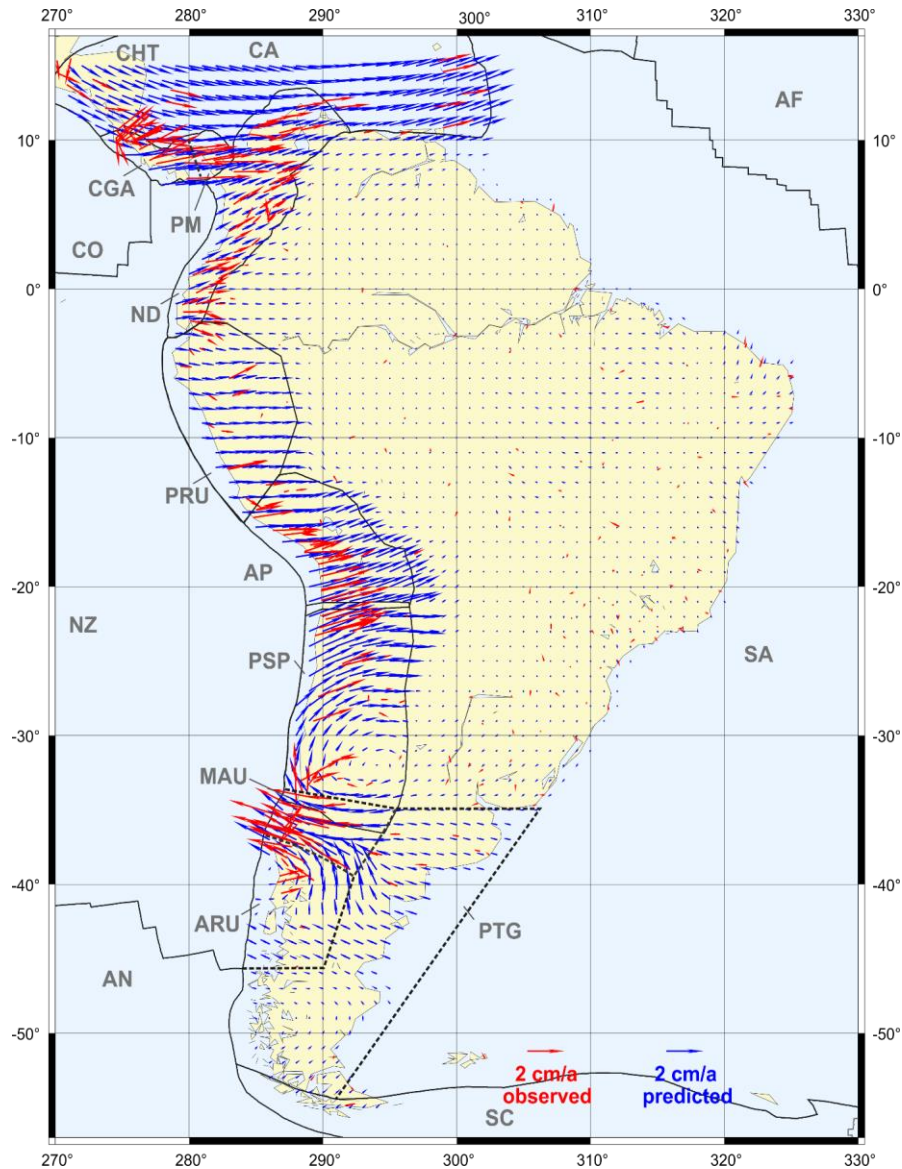 270° 280° 290° 300° 310° 320° 330°
CHT CA
AF
10° 10°
CGA
PM
CO
ND
0° 0°
-10° -10°
PRU
AP
-20° -20°
NZ
PSP SA
-30° -30°
MAU
-40° -40°
ARU PTG
AN
-50° -50°
2 cm/a 2 cm/a
observed predicted
SC
270° 280° 290° 300° 310° 320° 330°